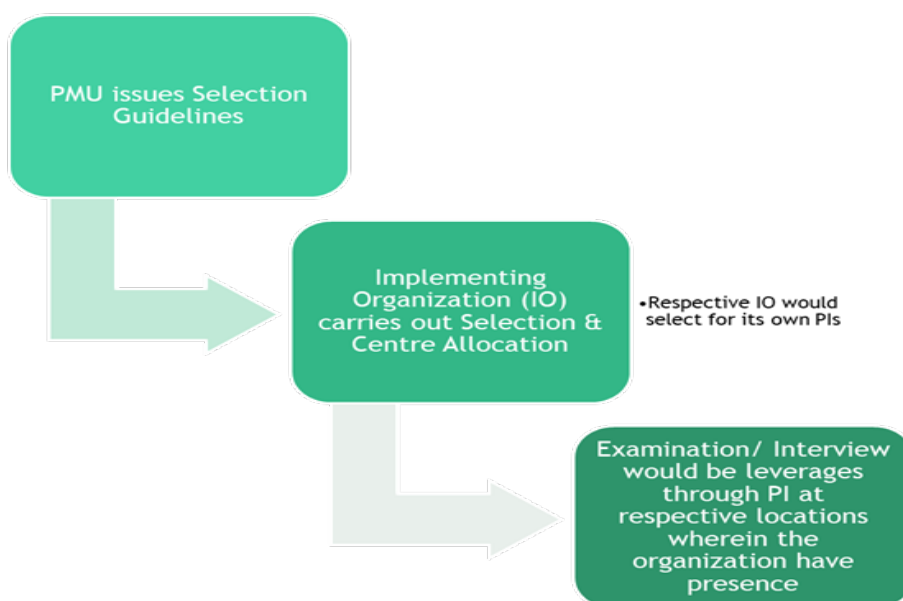 PMU issues Selection
Guidelines
Implementing
Organization (IO)
carries out Selection &
Centre Allocation
•Respective IO would
select for its own PIs
Examination/ Interview
would be leverages
through PI at
respective locations
wherein the
organization have
presence